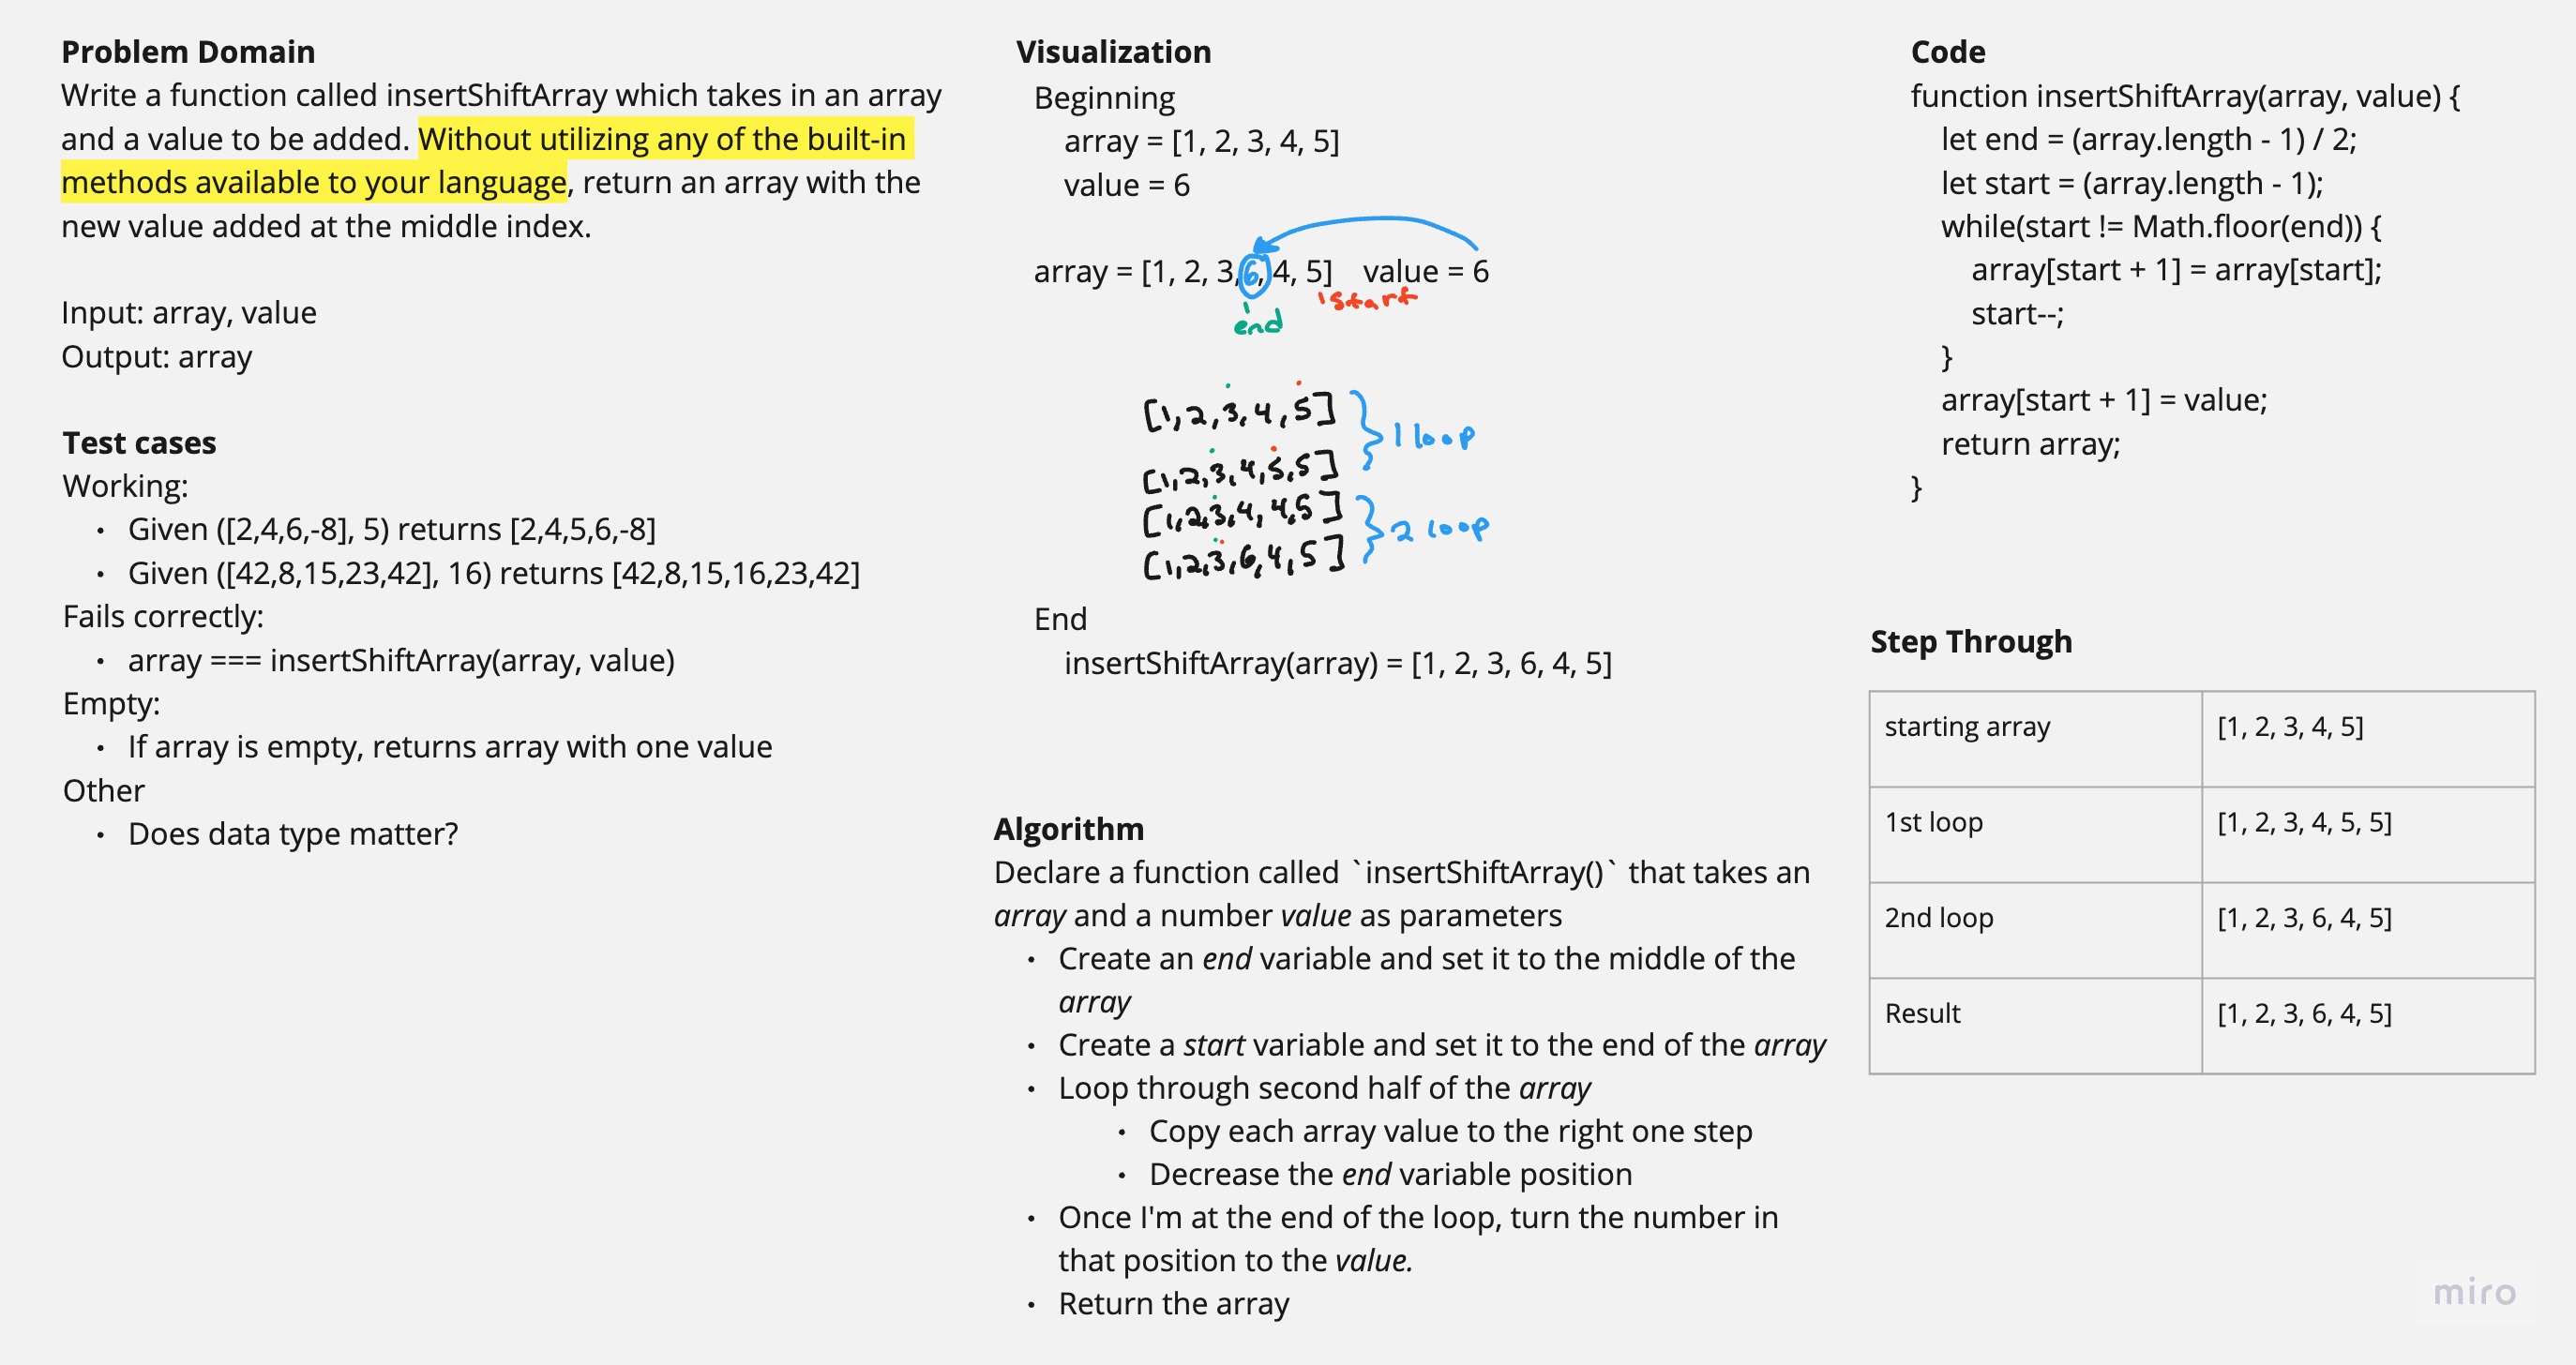 Problem Domain
Write a function called insertShiftArray which takes in an array
and a value to be added. Without utilizing any of the built-in
methods available to your language, return an array with the
new value added at the middle index.
Input: array, value
Output: array
Test cases
Working:
• Given ([2,4,6,-8], 5) returns [2,4,5,6,-8]
• Given ([42,8,15,23,42], 16) returns [42,8,15,16,23,42]
Fails correctly:
• array === insertShiftArray(array, value)
Empty:
• If array is empty, returns array with one value
Other
• Does data type matter?
Visualization
Beginning
array = [1, 2, 3, 4, 5]
value = 6
array = [1, 2, 3, 6, 4, 5] value = 6
start
end
[1,2,3,4,5]
1 loop
[1,2,3,4,5,5]
[1,2,3,4,4,5]
2 loop
[1,2,3,6,4,5]
End
insertShiftArray(array) = [1, 2, 3, 6, 4, 5]
Algorithm
Declare a function called `insertShiftArray()` that takes an
array and a number value as parameters
• Create an end variable and set it to the middle of the
array
• Create a start variable and set it to the end of the array
• Loop through second half of the array
• Copy each array value to the right one step
• Decrease the end variable position
• Once I'm at the end of the loop, turn the number in
that position to the value.
• Return the array
Code
function insertShiftArray(array, value) {
let end = (array.length - 1) / 2;
let start = (array.length - 1);
while(start != Math.floor(end)) {
array[start + 1] = array[start];
start--;
}
array[start + 1] = value;
return array;
}
Step Through
starting array [1, 2, 3, 4, 5]
1st loop [1, 2, 3, 4, 5, 5]
2nd loop [1, 2, 3, 6, 4, 5]
Result [1, 2, 3, 6, 4, 5]
miro